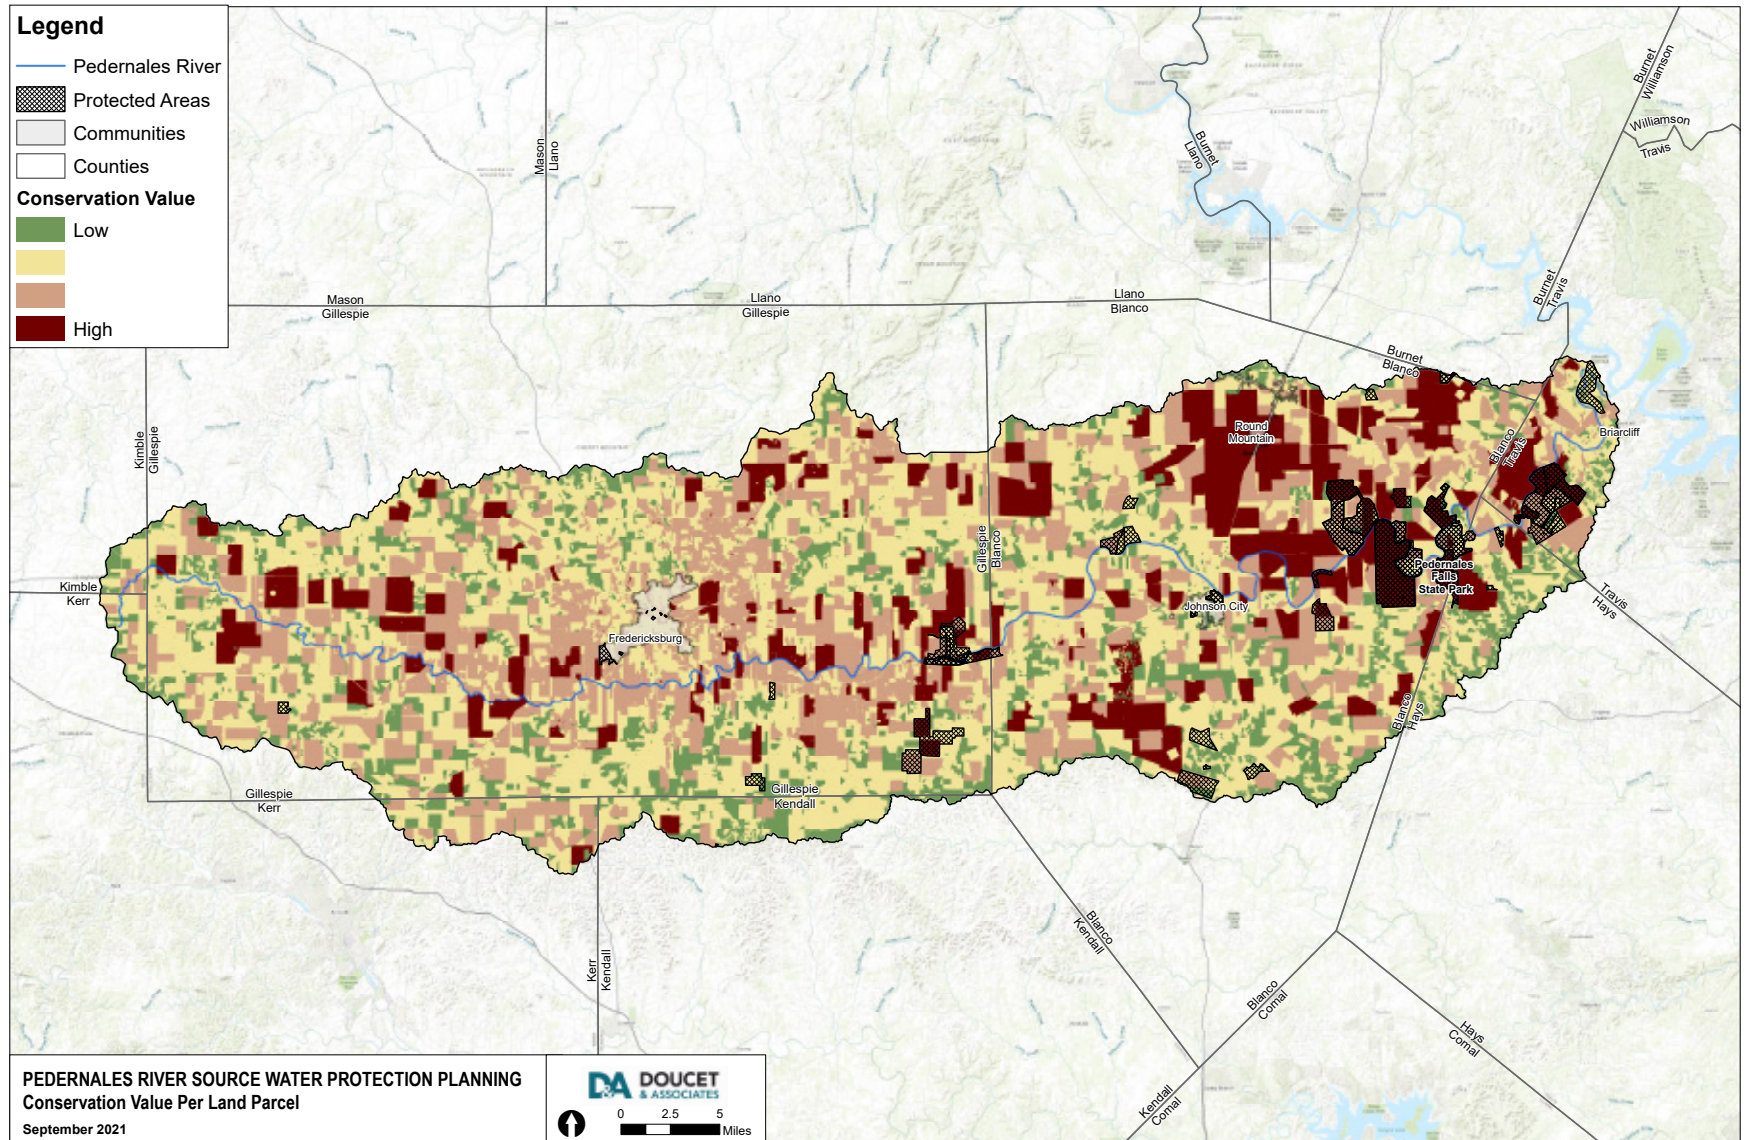 Legend
Pedernales River
Protected Areas
Communities
Counties
Conservation Value
Low
High
Mason
Llano
Burnet
Llano
Burnet
Williamson
Williamson
Travis
Burnet
Travis
Mason
Gillespie
Llano
Gillespie
Llano
Blanco
Burnet
Blanco
Kimble
Gillespie
Round
Mountain
Blanco
Travis
Briarcliff
Gillespie
Blanco
Kimble
Kerr
Pedernales
Falls
State Park
Johnson City
Fredericksburg
Travis
Hays
Blanco
Hays
Gillespie
Kerr
Gillespie
Kendall
Blanco
Kendall
Kerr
Kendall
Blanco
Comal
Hays
Comal
Kendall
Comal
PEDERNALES RIVER SOURCE WATER PROTECTION PLANNING
Conservation Value Per Land Parcel
September 2021
D&A DOUCET
& ASSOCIATES
0 2.5 5
Miles